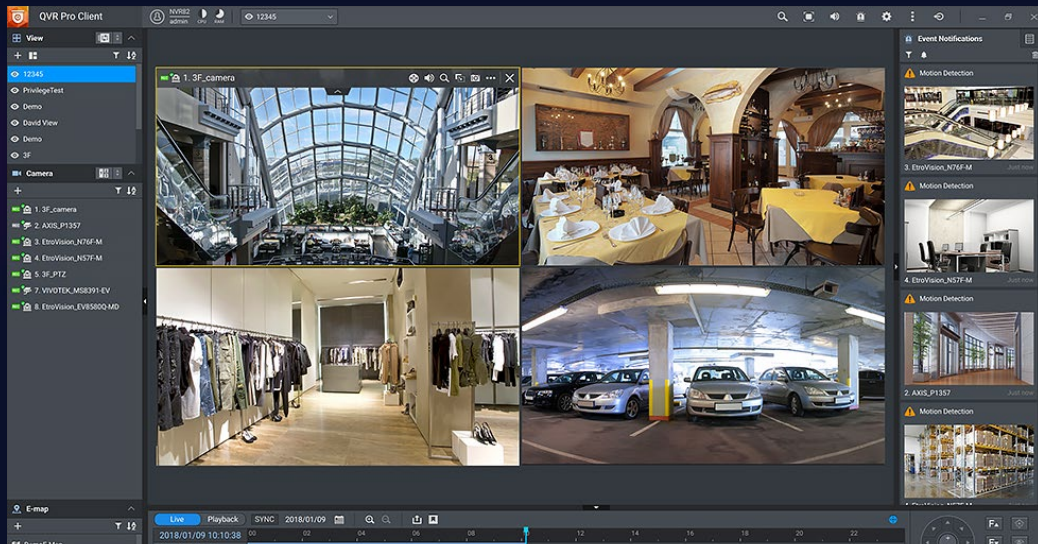 QVR Pro Client
NVR82
admin
CPU
RAM
12345
View
12345
PrivilegeTest
Demo
David View
Demo
3F
Camera
1. 3F_camera
2. AXIS_P1357
3. EtroVision_N76F-M
4. EtroVision_N57F-M
5. 3F_PTZ
7. VIVOTEK_MS8391-EV
8. EtroVision_EV8580Q-MD
E-map
1. 3F_camera
Live
Playback
SYNC
2018/01/09
2018/01/09 10:10:38
00 02 04 06 08 12 14 16 18 20 22
Event Notifications
Motion Detection
3. EtroVision_N76F-M
Just now
Motion Detection
4. EtroVision_N57F-M
Just now
Motion Detection
2. AXIS_P1357
Just now
Motion Detection